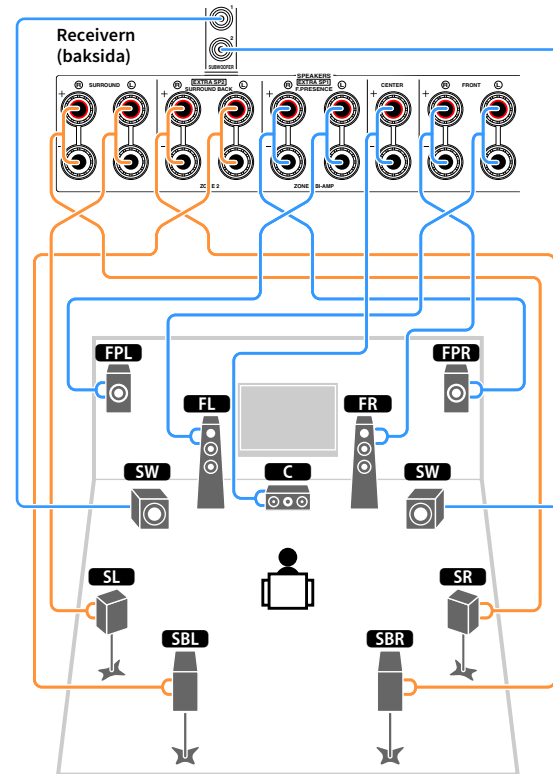 Receivern
(baksida)
1
2
SUBWOOFER
SPEAKERS
R SURROUND L
EXTRA SP2
R SURROUND BACK L
EXTRA SP1
R F.PRESENCE L
CENTER
R FRONT L
+ + + + +
- - - - -
ZONE 2
BI-AMP
FPL
FPR
FL
FR
SW
C
SW
SL
SR
SBL
SBR